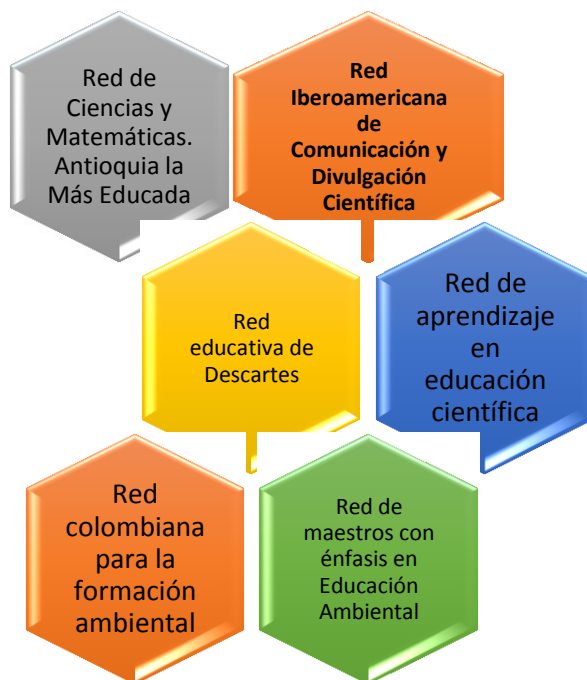 Red de
Ciencias y
Matemáticas.
Antioquia la
Más Educada
Red
Iberoamericana
de
Comunicación y
Divulgación
Científica
Red
educativa de
Descartes
Red de
aprendizaje
en
educación
científica
Red
colombiana
para la
formación
ambiental
Red de
maestros con
énfasis en
Educación
Ambiental